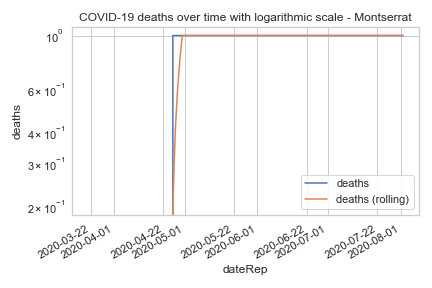 COVID-19 deaths over time with logarithmic scale - Montserrat
10⁰
6 × 10⁻¹
4 × 10⁻¹
3 × 10⁻¹
2 × 10⁻¹
deaths
deaths
deaths (rolling)
2020-03-22
2020-04-01
2020-04-22
2020-05-01
2020-05-22
2020-06-01
2020-06-22
2020-07-01
2020-07-22
2020-08-01
dateRep